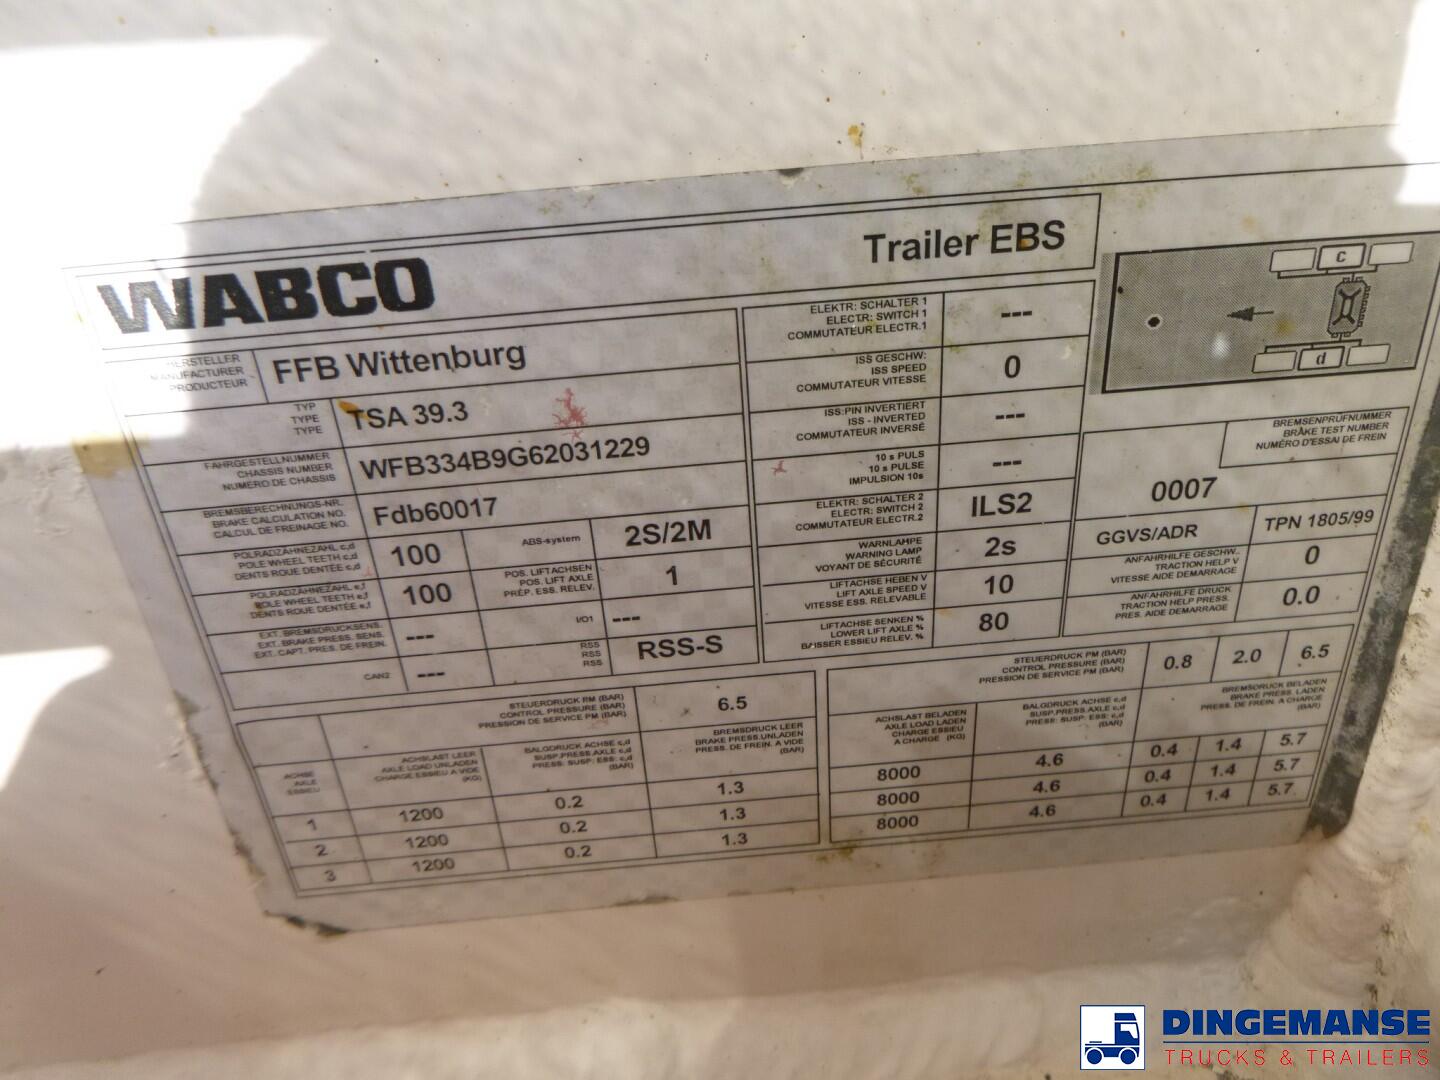 WABCO
Trailer EBS
HERSTELLER
MANUFACTURER
PRODUCTEUR
FFB Wittenburg
TYP
TYPE
TYPE
TSA 39.3
FAHRGESTELLNUMMER
CHASSIS NUMBER
NUMÉRO DE CHASSIS
WFB334B9G62031229
BREMSBERECHNUNGS-NR.
BRAKE CALCULATION NO.
CALCUL DE FREINAGE NO.
Fdb60017
POLRADZÄHNEZAHL c,d
POLE WHEEL TEETH c,d
DENTS ROUE DENTÉE c,d
100
ABS-system
2S/2M
POLRADZÄHNEZAHL e,f
POLE WHEEL TEETH e,f
DENTS ROUE DENTÉE e,f
100
POS. LIFTACHSEN
POS. LIFT AXLE
PRÉP. ESS. RELEV.
1
EXT. BREMSDRUCKSENS.
EXT. BRAKE PRESS. SENS.
EXT. CAPT. PRES. DE FREIN.
---
I/O1
---
CAN2
---
RSS
RSS
RSS
RSS-S
ELEKTR: SCHALTER 1
ELECTR: SWITCH 1
COMMUTATEUR ELECTR.1
---
ISS GESCHW:
ISS SPEED
COMMUTATEUR VITESSE
0
ISS:PIN INVERTIERT
ISS - INVERTED
COMMUTATEUR INVERSÉ
---
10 s PULS
10 s PULSE
IMPULSION 10s
---
ELEKTR: SCHALTER 2
ELECTR: SWITCH 2
COMMUTATEUR ELECTR.2
ILS2
WARNLAMPE
WARNING LAMP
VOYANT DE SÉCURITÉ
2s
LIFTACHSE HEBEN V
LIFT AXLE SPEED V
VITESSE ESS. RELEVABLE
10
LIFTACHSE SENKEN %
LOWER LIFT AXLE %
BAISSER ESSIEU RELEV. %
80
C
d
BREMSENPRÜFNUMMER
BRAKE TEST NUMBER
NUMÉRO D'ESSAI DE FREIN
0007
GGVS/ADR
TPN 1805/99
ANFAHRHILFE GESCHW..
TRACTION HELP V
VITESSE AIDE DEMARRAGE
0
ANFAHRHILFE DRUCK
TRACTION HELP PRESS.
PRES. AIDE DEMARRAGE
0.0
STEUERDRUCK PM (BAR)
CONTROL PRESSURE (BAR)
PRESSION DE SERVICE PM (BAR)
6.5
ACHSE
AXLE
ESSIEU
ACHSLAST LEER
AXLE LOAD UNLADEN
CHARGE ESSIEU A VIDE
(KG)
BALGDRUCK ACHSE c,d
SUSP.PRESS.AXLE c,d
PRESS: SUSP: ESS: c,d
(BAR)
BREMSDRUCK LEER
BRAKE PRESS.UNLADEN
PRESS. DE FREIN. A VIDE
(BAR)
1 1200 0.2 1.3
2 1200 0.2 1.3
3 1200 0.2 1.3
STEUERDRUCK PM (BAR)
CONTROL PRESSURE (BAR)
PRESSION DE SERVICE PM (BAR)
0.8 2.0 6.5
ACHSLAST BELADEN
AXLE LOAD LADEN
CHARGE ESSIEU
A CHARGE (KG)
BALGDRUCK ACHSE c,d
SUSP.PRESS.AXLE c,d
PRESS: SUSP: ESS: c,d
(BAR)
BREMSDRUCK BELADEN
BRAKE PRESS. LADEN
PRESS. DE FREIN. A CHARGE
(BAR)
8000 4.6 0.4 1.4 5.7
8000 4.6 0.4 1.4 5.7
8000 4.6 0.4 1.4 5.7
DINGEMANSE
TRUCKS & TRAILERS